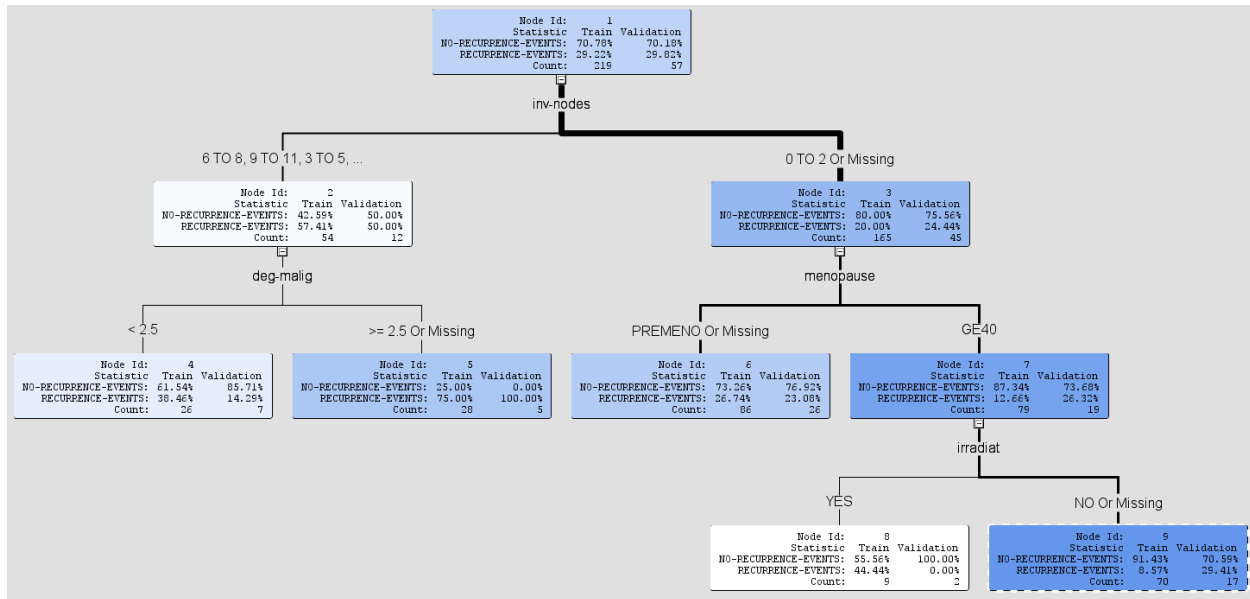 Node Id: 1
Statistic Train Validation
NO-RECURRENCE-EVENTS: 70.78% 70.18%
RECURRENCE-EVENTS: 29.22% 29.82%
Count: 219 57
inv-nodes
6 TO 8, 9 TO 11, 3 TO 5, ...
0 TO 2 Or Missing
Node Id: 2
Statistic Train Validation
NO-RECURRENCE-EVENTS: 42.59% 50.00%
RECURRENCE-EVENTS: 57.41% 50.00%
Count: 54 12
Node Id: 3
Statistic Train Validation
NO-RECURRENCE-EVENTS: 80.00% 75.56%
RECURRENCE-EVENTS: 20.00% 24.44%
Count: 165 45
deg-malig
menopause
< 2.5
>= 2.5 Or Missing
PREMENO Or Missing
GE40
Node Id: 4
Statistic Train Validation
NO-RECURRENCE-EVENTS: 61.54% 85.71%
RECURRENCE-EVENTS: 38.46% 14.29%
Count: 26 7
Node Id: 5
Statistic Train Validation
NO-RECURRENCE-EVENTS: 25.00% 0.00%
RECURRENCE-EVENTS: 75.00% 100.00%
Count: 28 5
Node Id: 6
Statistic Train Validation
NO-RECURRENCE-EVENTS: 73.26% 76.92%
RECURRENCE-EVENTS: 26.74% 23.08%
Count: 86 26
Node Id: 7
Statistic Train Validation
NO-RECURRENCE-EVENTS: 87.34% 73.68%
RECURRENCE-EVENTS: 12.66% 26.32%
Count: 79 19
irradiat
YES
NO Or Missing
Node Id: 8
Statistic Train Validation
NO-RECURRENCE-EVENTS: 55.56% 100.00%
RECURRENCE-EVENTS: 44.44% 0.00%
Count: 9 2
Node Id: 9
Statistic Train Validation
NO-RECURRENCE-EVENTS: 91.43% 70.59%
RECURRENCE-EVENTS: 8.57% 29.41%
Count: 70 17